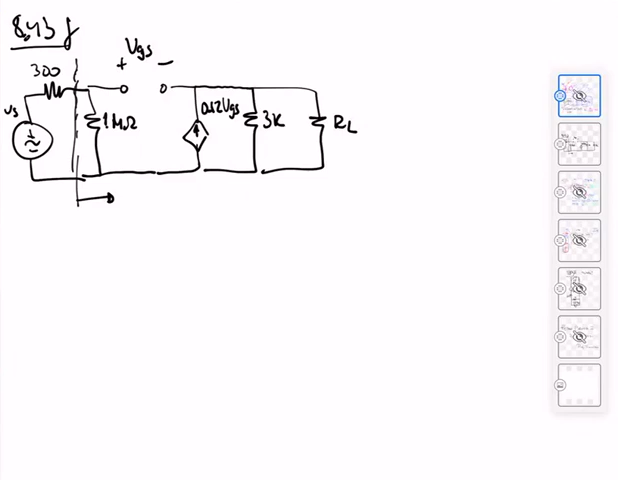 8.43 f
Vgs
+ −
300
Vs
1MΩ
0.12Vgs
3K
RL